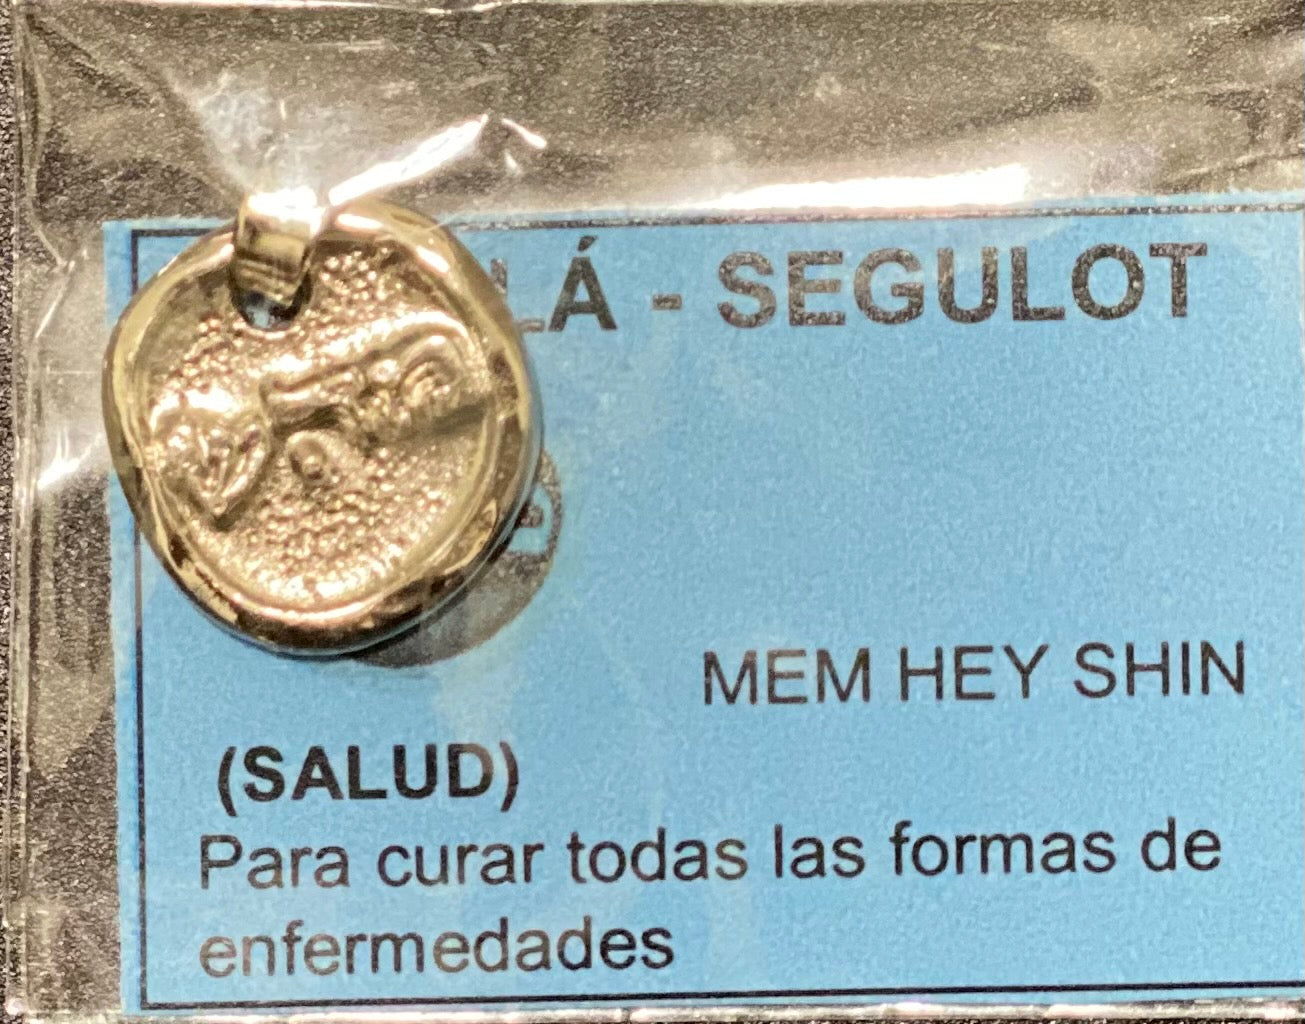 LÁ - SEGULOT
MEM HEY SHIN
(SALUD)
Para curar todas las formas de
enfermedades